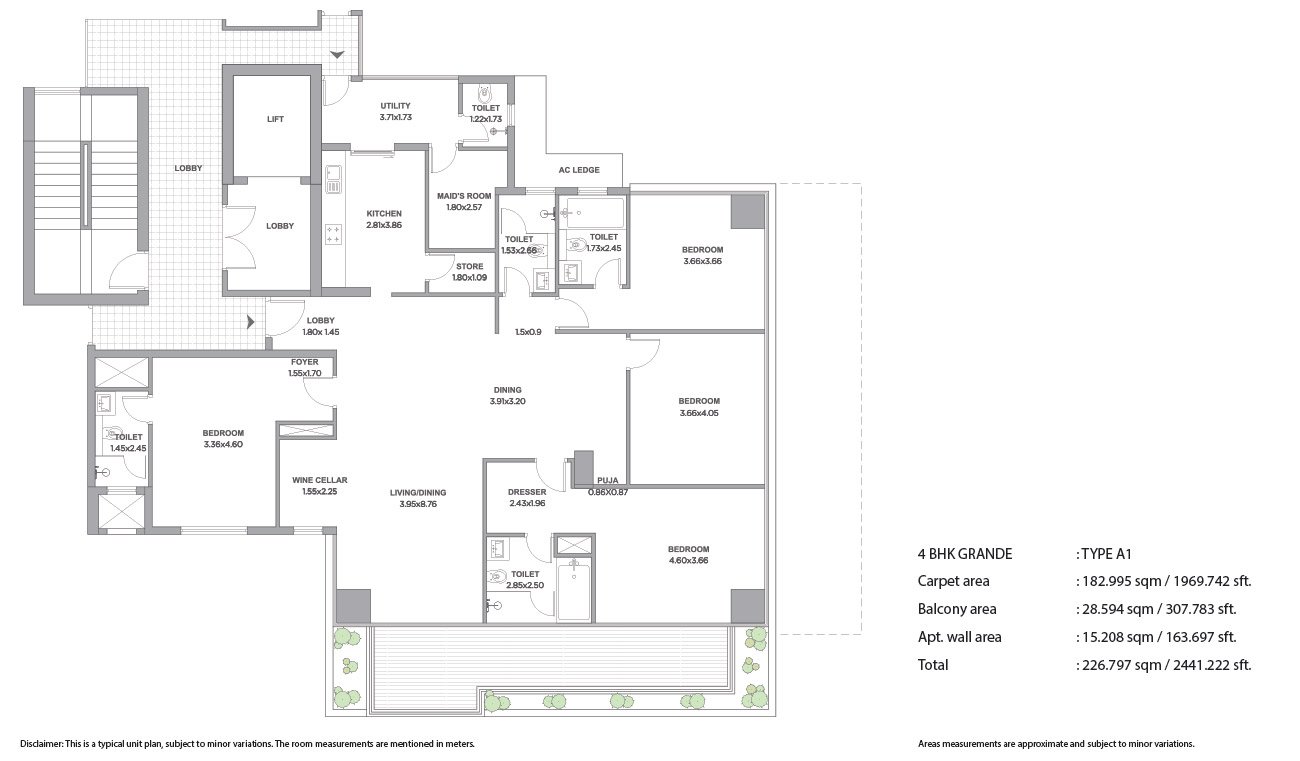 UTILITY
3.71x1.73
TOILET
1.22x1.73
LIFT
LOBBY
AC LEDGE
MAID'S ROOM
1.80x2.57
KITCHEN
2.81x3.86
LOBBY
TOILET
1.53x2.66
TOILET
1.73x2.45
BEDROOM
3.66x3.66
STORE
1.80x1.09
LOBBY
1.80x 1.45
1.5x0.9
FOYER
1.55x1.70
DINING
3.91x3.20
BEDROOM
3.66x4.05
BEDROOM
3.36x4.60
TOILET
1.45x2.45
WINE CELLAR
1.55x2.25
LIVING/DINING
3.95x8.76
DRESSER
2.43x1.96
PUJA
0.86X0.87
BEDROOM
4.60x3.66
TOILET
2.85x2.50
4 BHK GRANDE : TYPE A1
Carpet area : 182.995 sqm / 1969.742 sft.
Balcony area : 28.594 sqm / 307.783 sft.
Apt. wall area : 15.208 sqm / 163.697 sft.
Total : 226.797 sqm / 2441.222 sft.
Disclaimer: This is a typical unit plan, subject to minor variations. The room measurements are mentioned in meters.
Areas measurements are approximate and subject to minor variations.